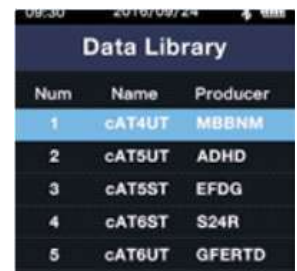 09:30 2016/09/24
Data Library
Num Name Producer
1 cAT4UT MBBNM
2 cAT5UT ADHD
3 cAT5ST EFDG
4 cAT6ST S24R
5 cAT6UT GFERTD